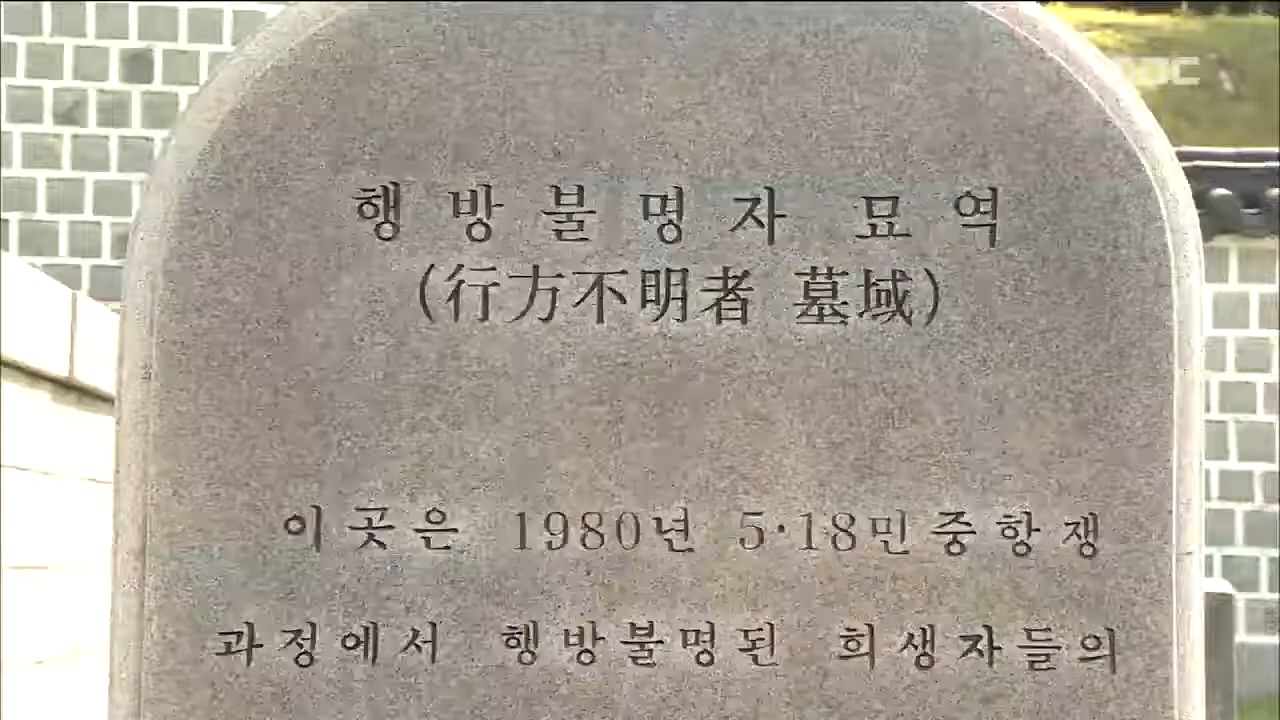 MBC
행방불명자 묘역
(行方不明者 墓域)
이곳은 1980년 5·18민중항쟁
과정에서 행방불명된 희생자들의